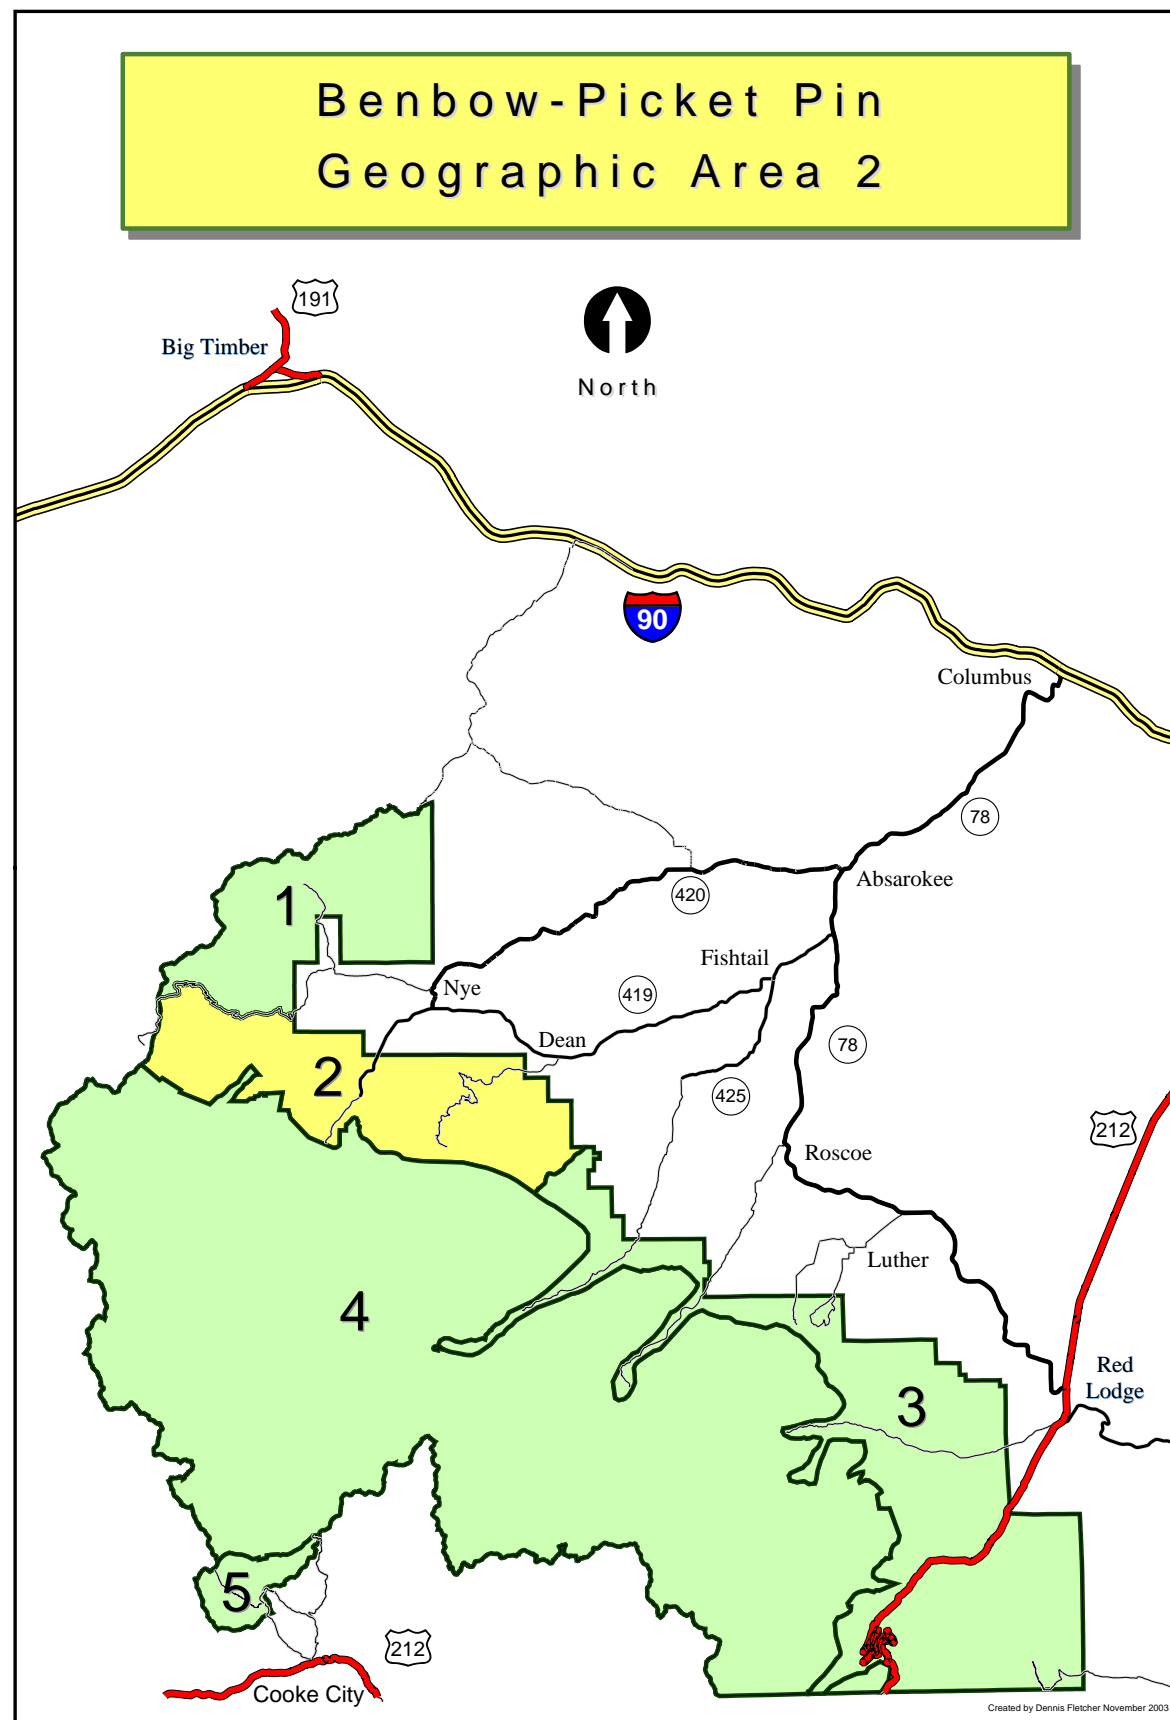 Benbow-Picket Pin
Geographic Area 2
191
Big Timber
North
90
Columbus
78
Absarokee
420
1
Fishtail
Nye
419
Dean
78
2
425
212
Roscoe
Luther
4
Red
Lodge
3
5
212
Cooke City
Created by Dennis Fletcher November 2003